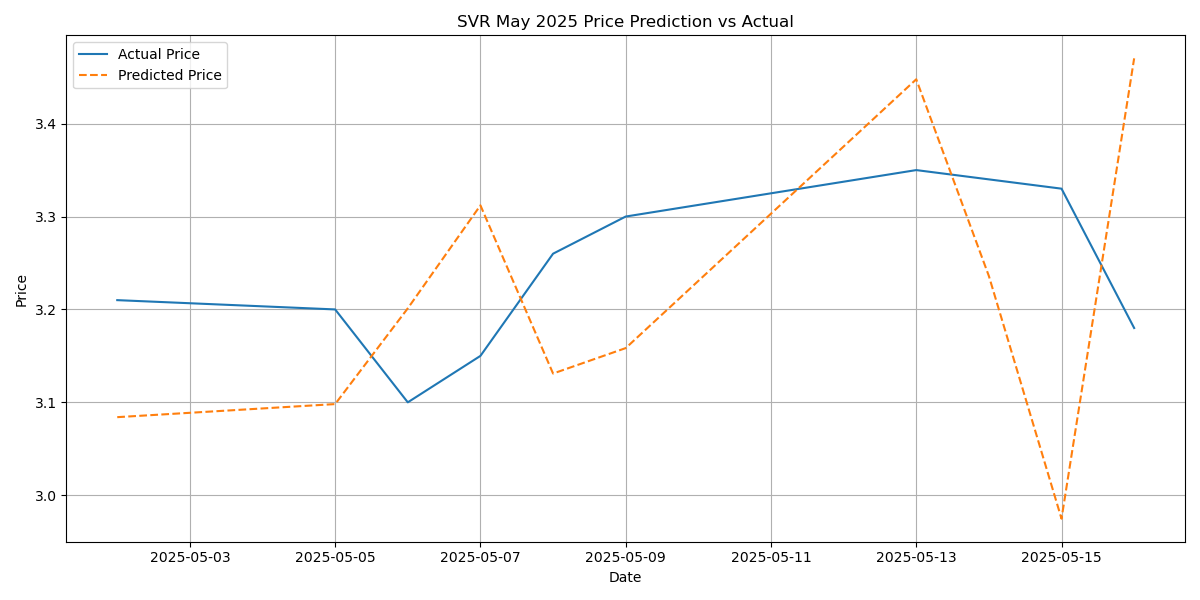 SVR May 2025 Price Prediction vs Actual
Actual Price
Predicted Price
Price
3.4
3.3
3.2
3.1
3.0
2025-05-03 2025-05-05 2025-05-07 2025-05-09 2025-05-11 2025-05-13 2025-05-15
Date